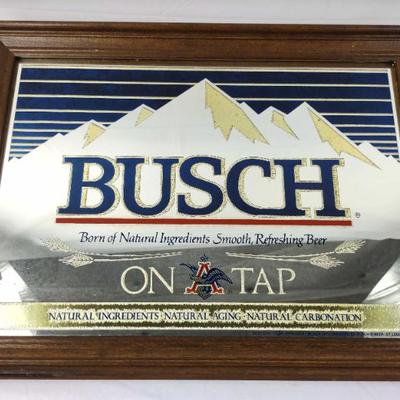 BUSCH
®
Born of Natural Ingredients Smooth, Refreshing Beer
ON A TAP
NATURAL INGREDIENTS · NATURAL AGING · NATURAL CARBONATION